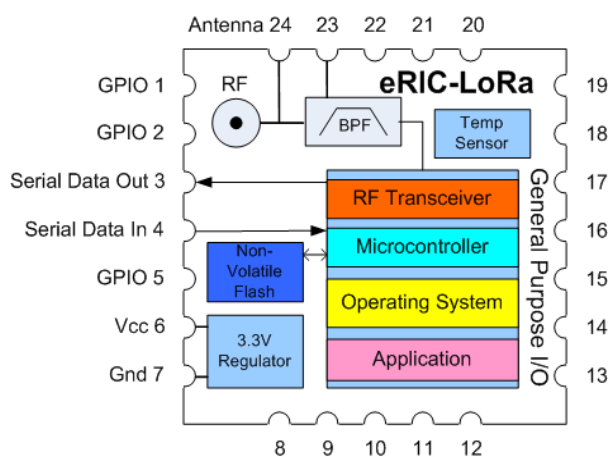 Antenna 24 23 22 21 20
eRIC-LoRa
GPIO 1
RF
19
BPF
Temp
Sensor
GPIO 2
18
Serial Data Out 3
17
RF Transceiver
Serial Data In 4
16
Microcontroller
Non-
Volatile
Flash
GPIO 5
15
Operating System
General Purpose I/O
Vcc 6
14
3.3V
Regulator
Application
Gnd 7
13
8 9 10 11 12